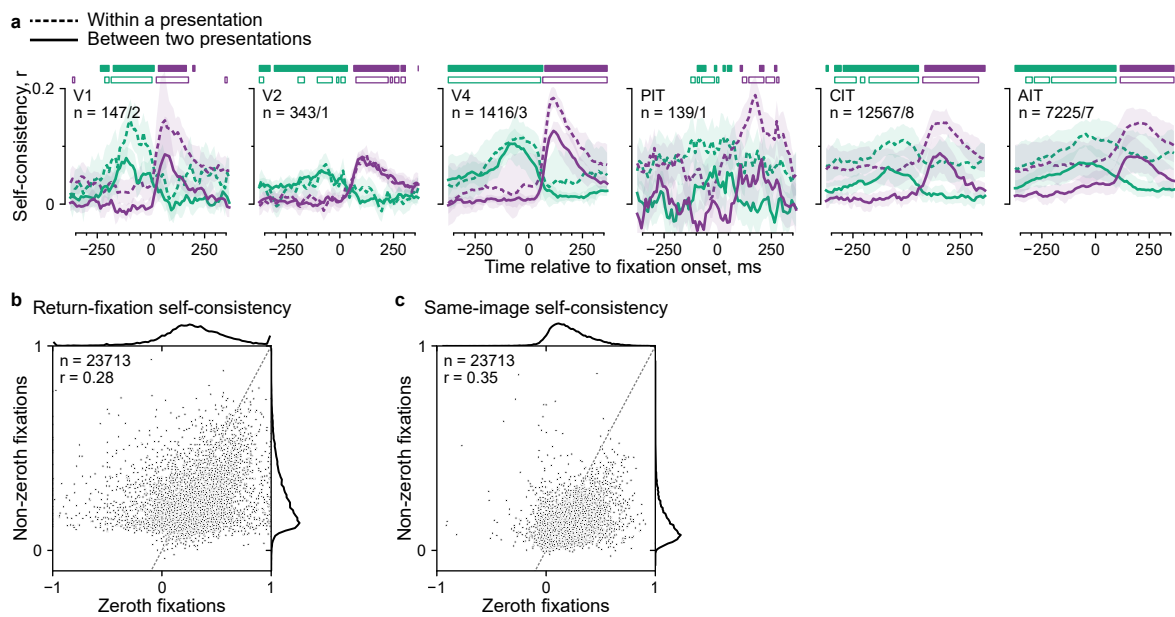 a
Within a presentation
Between two presentations
Self-consistency, r
0.2
0
V1
n = 147/2
V2
n = 343/1
V4
n = 1416/3
PIT
n = 139/1
CIT
n = 12567/8
AIT
n = 7225/7
−250 0 250
−250 0 250
−250 0 250
−250 0 250
−250 0 250
−250 0 250
Time relative to fixation onset, ms
b Return-fixation self-consistency
n = 23713
r = 0.28
Non-zeroth fixations
1
0
−1 0 1
Zeroth fixations
c Same-image self-consistency
n = 23713
r = 0.35
Non-zeroth fixations
1
0
−1 0 1
Zeroth fixations